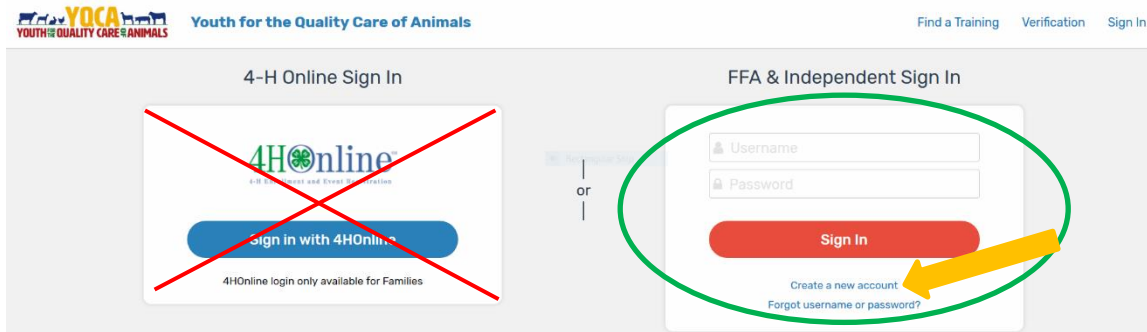 YOCA
YOUTH FOR THE QUALITY CARE OF ANIMALS
Youth for the Quality Care of Animals
Find a Training
Verification
Sign In
4-H Online Sign In
4HOnline
4-H Enrollment and Event Registration
Sign in with 4HOnline
4HOnline login only available for Families
or
FFA & Independent Sign In
Username
Password
Sign In
Create a new account
Forgot username or password?